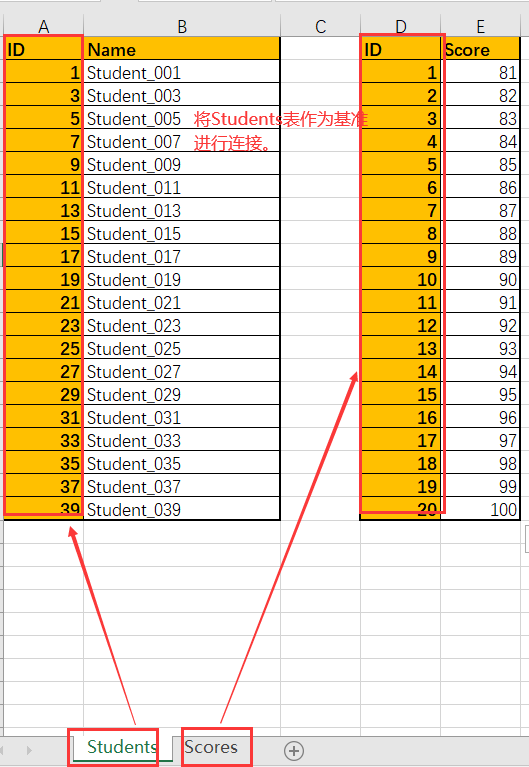 A B C D E
ID Name ID Score
1 Student_001 1 81
3 Student_003 2 82
5 Student_005 将Students表作为基准 3 83
7 Student_007 进行连接。 4 84
9 Student_009 5 85
11 Student_011 6 86
13 Student_013 7 87
15 Student_015 8 88
17 Student_017 9 89
19 Student_019 10 90
21 Student_021 11 91
23 Student_023 12 92
25 Student_025 13 93
27 Student_027 14 94
29 Student_029 15 95
31 Student_031 16 96
33 Student_033 17 97
35 Student_035 18 98
37 Student_037 19 99
39 Student_039 20 100
Students Scores